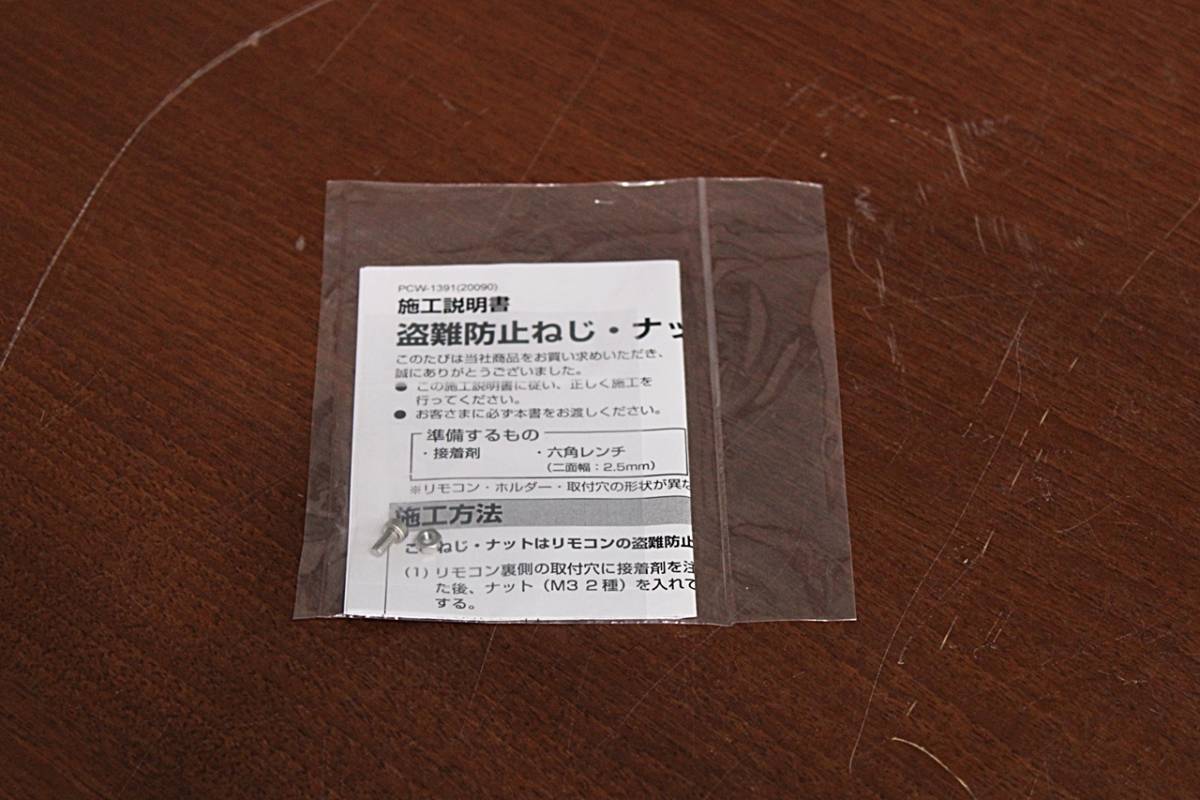 PCW-1391(20090)
施工説明書
盗難防止ねじ・ナッ
このたびは当社商品をお買い求めいただき、
誠にありがとうございました。
● この施工説明書に従い、正しく施工を
行ってください。
● お客さまに必ず本書をお渡しください。
準備するもの
・接着剤 ・六角レンチ
(二面幅：2.5mm)
※リモコン・ホルダー・取付穴の形状が異な
施工方法
こ ねじ・ナットはリモコンの盗難防止
(1) リモコン裏側の取付穴に接着剤を注
た後、ナット（M3 2種）を入れて
する。